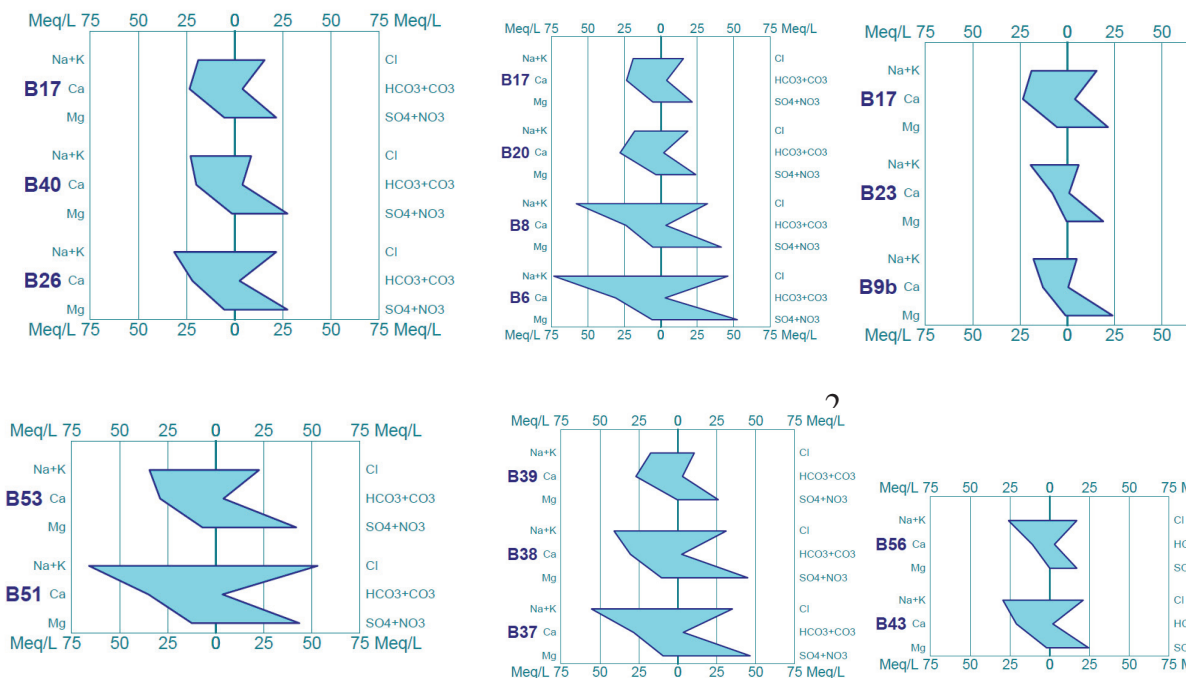 Meq/L 75 50 25 0 25 50 75 Meq/L
Na+K Cl
B17 Ca HCO3+CO3
Mg SO4+NO3
Na+K Cl
B40 Ca HCO3+CO3
Mg SO4+NO3
Na+K Cl
B26 Ca HCO3+CO3
Mg SO4+NO3
Meq/L 75 50 25 0 25 50 75 Meq/L
Meq/L 75 50 25 0 25 50 75 Meq/L
Na+K Cl
B17 Ca HCO3+CO3
Mg SO4+NO3
Na+K Cl
B20 Ca HCO3+CO3
Mg SO4+NO3
Na+K Cl
B8 Ca HCO3+CO3
Mg SO4+NO3
Na+K Cl
B6 Ca HCO3+CO3
Mg SO4+NO3
Meq/L 75 50 25 0 25 50 75 Meq/L
Meq/L 75 50 25 0 25 50
Na+K
B17 Ca
Mg
Na+K
B23 Ca
Mg
Na+K
B9b Ca
Mg
Meq/L 75 50 25 0 25 50
Meq/L 75 50 25 0 25 50 75 Meq/L
Na+K Cl
B53 Ca HCO3+CO3
Mg SO4+NO3
Na+K Cl
B51 Ca HCO3+CO3
Mg SO4+NO3
Meq/L 75 50 25 0 25 50 75 Meq/L
Meq/L 75 50 25 0 25 50 75 Meq/L
Na+K Cl
B39 Ca HCO3+CO3
Mg SO4+NO3
Na+K Cl
B38 Ca HCO3+CO3
Mg SO4+NO3
Na+K Cl
B37 Ca HCO3+CO3
Mg SO4+NO3
Meq/L 75 50 25 0 25 50 75 Meq/L
Meq/L 75 50 25 0 25 50 75
Na+K Cl
B56 Ca HC
Mg SO
Na+K Cl
B43 Ca HC
Mg SO
Meq/L 75 50 25 0 25 50 75